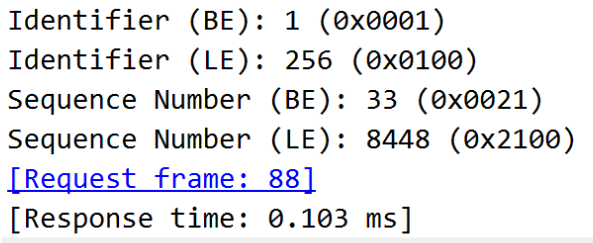 Identifier (BE): 1 (0x0001)
Identifier (LE): 256 (0x0100)
Sequence Number (BE): 33 (0x0021)
Sequence Number (LE): 8448 (0x2100)
[Request frame: 88]
[Response time: 0.103 ms]